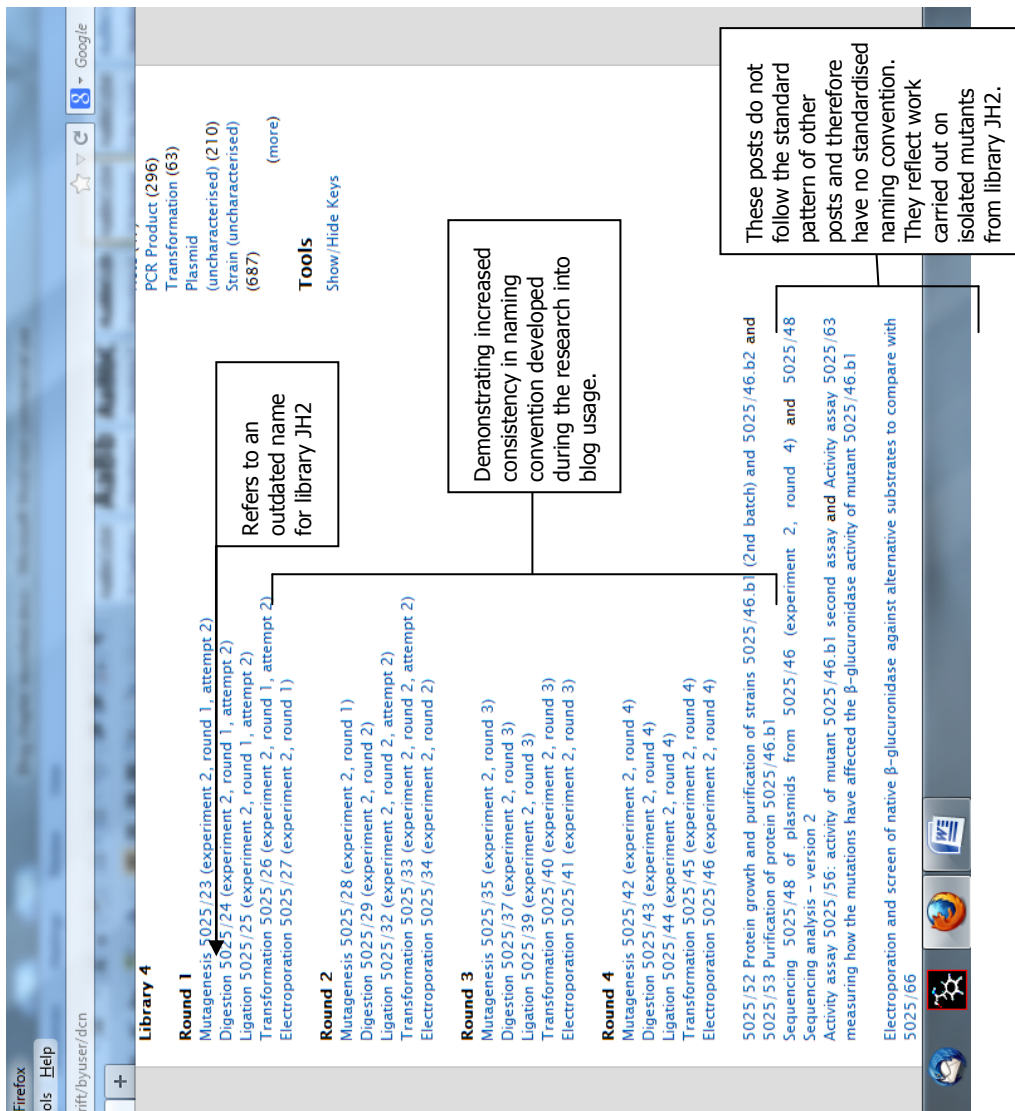 Firefox
ols Help
rift/byuser/dcn
Google
Library 4
Round 1
Mutagenesis 5025/23 (experiment 2, round 1, attempt 2)
Digestion 5025/24 (experiment 2, round 1, attempt 2)
Ligation 5025/25 (experiment 2, round 1, attempt 2)
Transformation 5025/26 (experiment 2, round 1, attempt 2)
Electroporation 5025/27 (experiment 2, round 1)
Round 2
Mutagenesis 5025/28 (experiment 2, round 1)
Digestion 5025/29 (experiment 2, round 2)
Ligation 5025/32 (experiment 2, round 2, attempt 2)
Transformation 5025/33 (experiment 2, round 2, attempt 2)
Electroporation 5025/34 (experiment 2, round 2)
Round 3
Mutagenesis 5025/35 (experiment 2, round 3)
Digestion 5025/37 (experiment 2, round 3)
Ligation 5025/39 (experiment 2, round 3)
Transformation 5025/40 (experiment 2, round 3)
Electroporation 5025/41 (experiment 2, round 3)
Round 4
Mutagenesis 5025/42 (experiment 2, round 4)
Digestion 5025/43 (experiment 2, round 4)
Ligation 5025/44 (experiment 2, round 4)
Transformation 5025/45 (experiment 2, round 4)
Electroporation 5025/46 (experiment 2, round 4)
5025/52 Protein growth and purification of strains 5025/46.b1 (2nd batch) and 5025/46.b2 and
5025/53 Purification of protein 5025/46.b1
Sequencing 5025/48 of plasmids from 5025/46 (experiment 2, round 4) and 5025/48
Sequencing analysis – version 2
Activity assay 5025/56: activity of mutant 5025/46.b1 second assay and Activity assay 5025/63
measuring how the mutations have affected the β-glucuronidase activity of mutant 5025/46.b1
Electroporation and screen of native β-glucuronidase against alternative substrates to compare with
5025/66
PCR Product (296)
Transformation (63)
Plasmid
(uncharacterised) (210)
Strain (uncharacterised)
(687)
(more)
Tools
Show/Hide Keys
Refers to an
outdated name
for library JH2
Demonstrating increased
consistency in naming
convention developed
during the research into
blog usage.
These posts do not
follow the standard
pattern of other
posts and therefore
have no standardised
naming convention.
They reflect work
carried out on
isolated mutants
from library JH2.